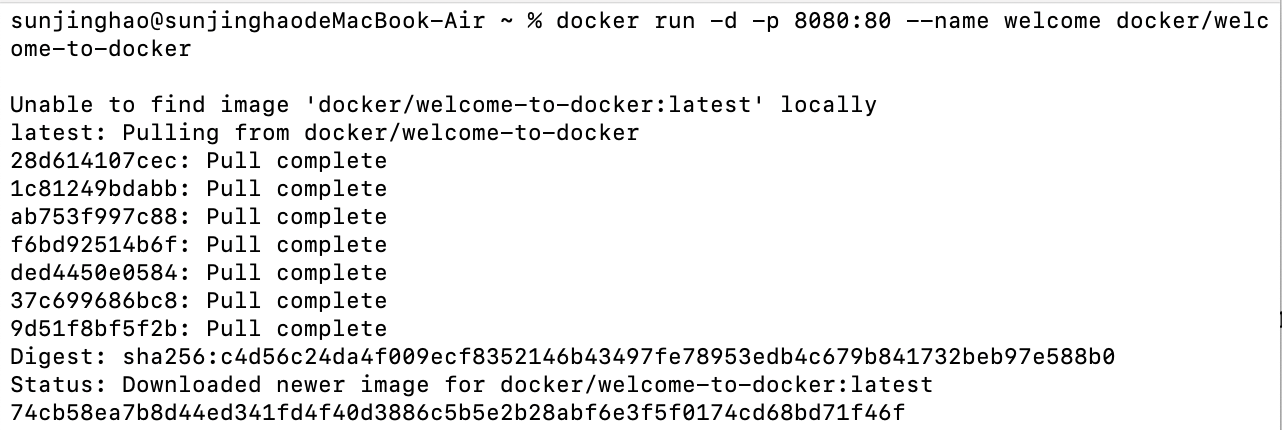 sunjinghao@sunjinghaodeMacBook-Air ~ % docker run -d -p 8080:80 --name welcome docker/welc
ome-to-docker
Unable to find image 'docker/welcome-to-docker:latest' locally
latest: Pulling from docker/welcome-to-docker
28d614107cec: Pull complete
1c81249bdabb: Pull complete
ab753f997c88: Pull complete
f6bd92514b6f: Pull complete
ded4450e0584: Pull complete
37c699686bc8: Pull complete
9d51f8bf5f2b: Pull complete
Digest: sha256:c4d56c24da4f009ecf8352146b43497fe78953edb4c679b841732beb97e588b0
Status: Downloaded newer image for docker/welcome-to-docker:latest
74cb58ea7b8d44ed341fd4f40d3886c5b5e2b28abf6e3f5f0174cd68bd71f46f